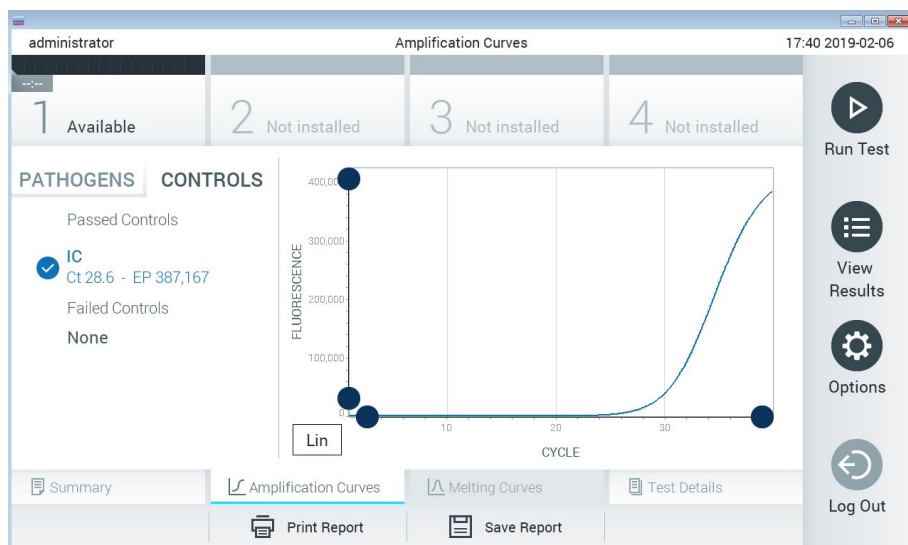 administrator
Amplification Curves
17:40 2019-02-06
--:--
1 Available
2 Not installed
3 Not installed
4 Not installed
Run Test
PATHOGENS
CONTROLS
Passed Controls
IC
Ct 28.6 - EP 387,167
Failed Controls
None
400,00
300,000
200,000
100,000
0
FLUORESCENCE
10
20
30
CYCLE
Lin
View
Results
Options
Log Out
Summary
Amplification Curves
Melting Curves
Test Details
Print Report
Save Report